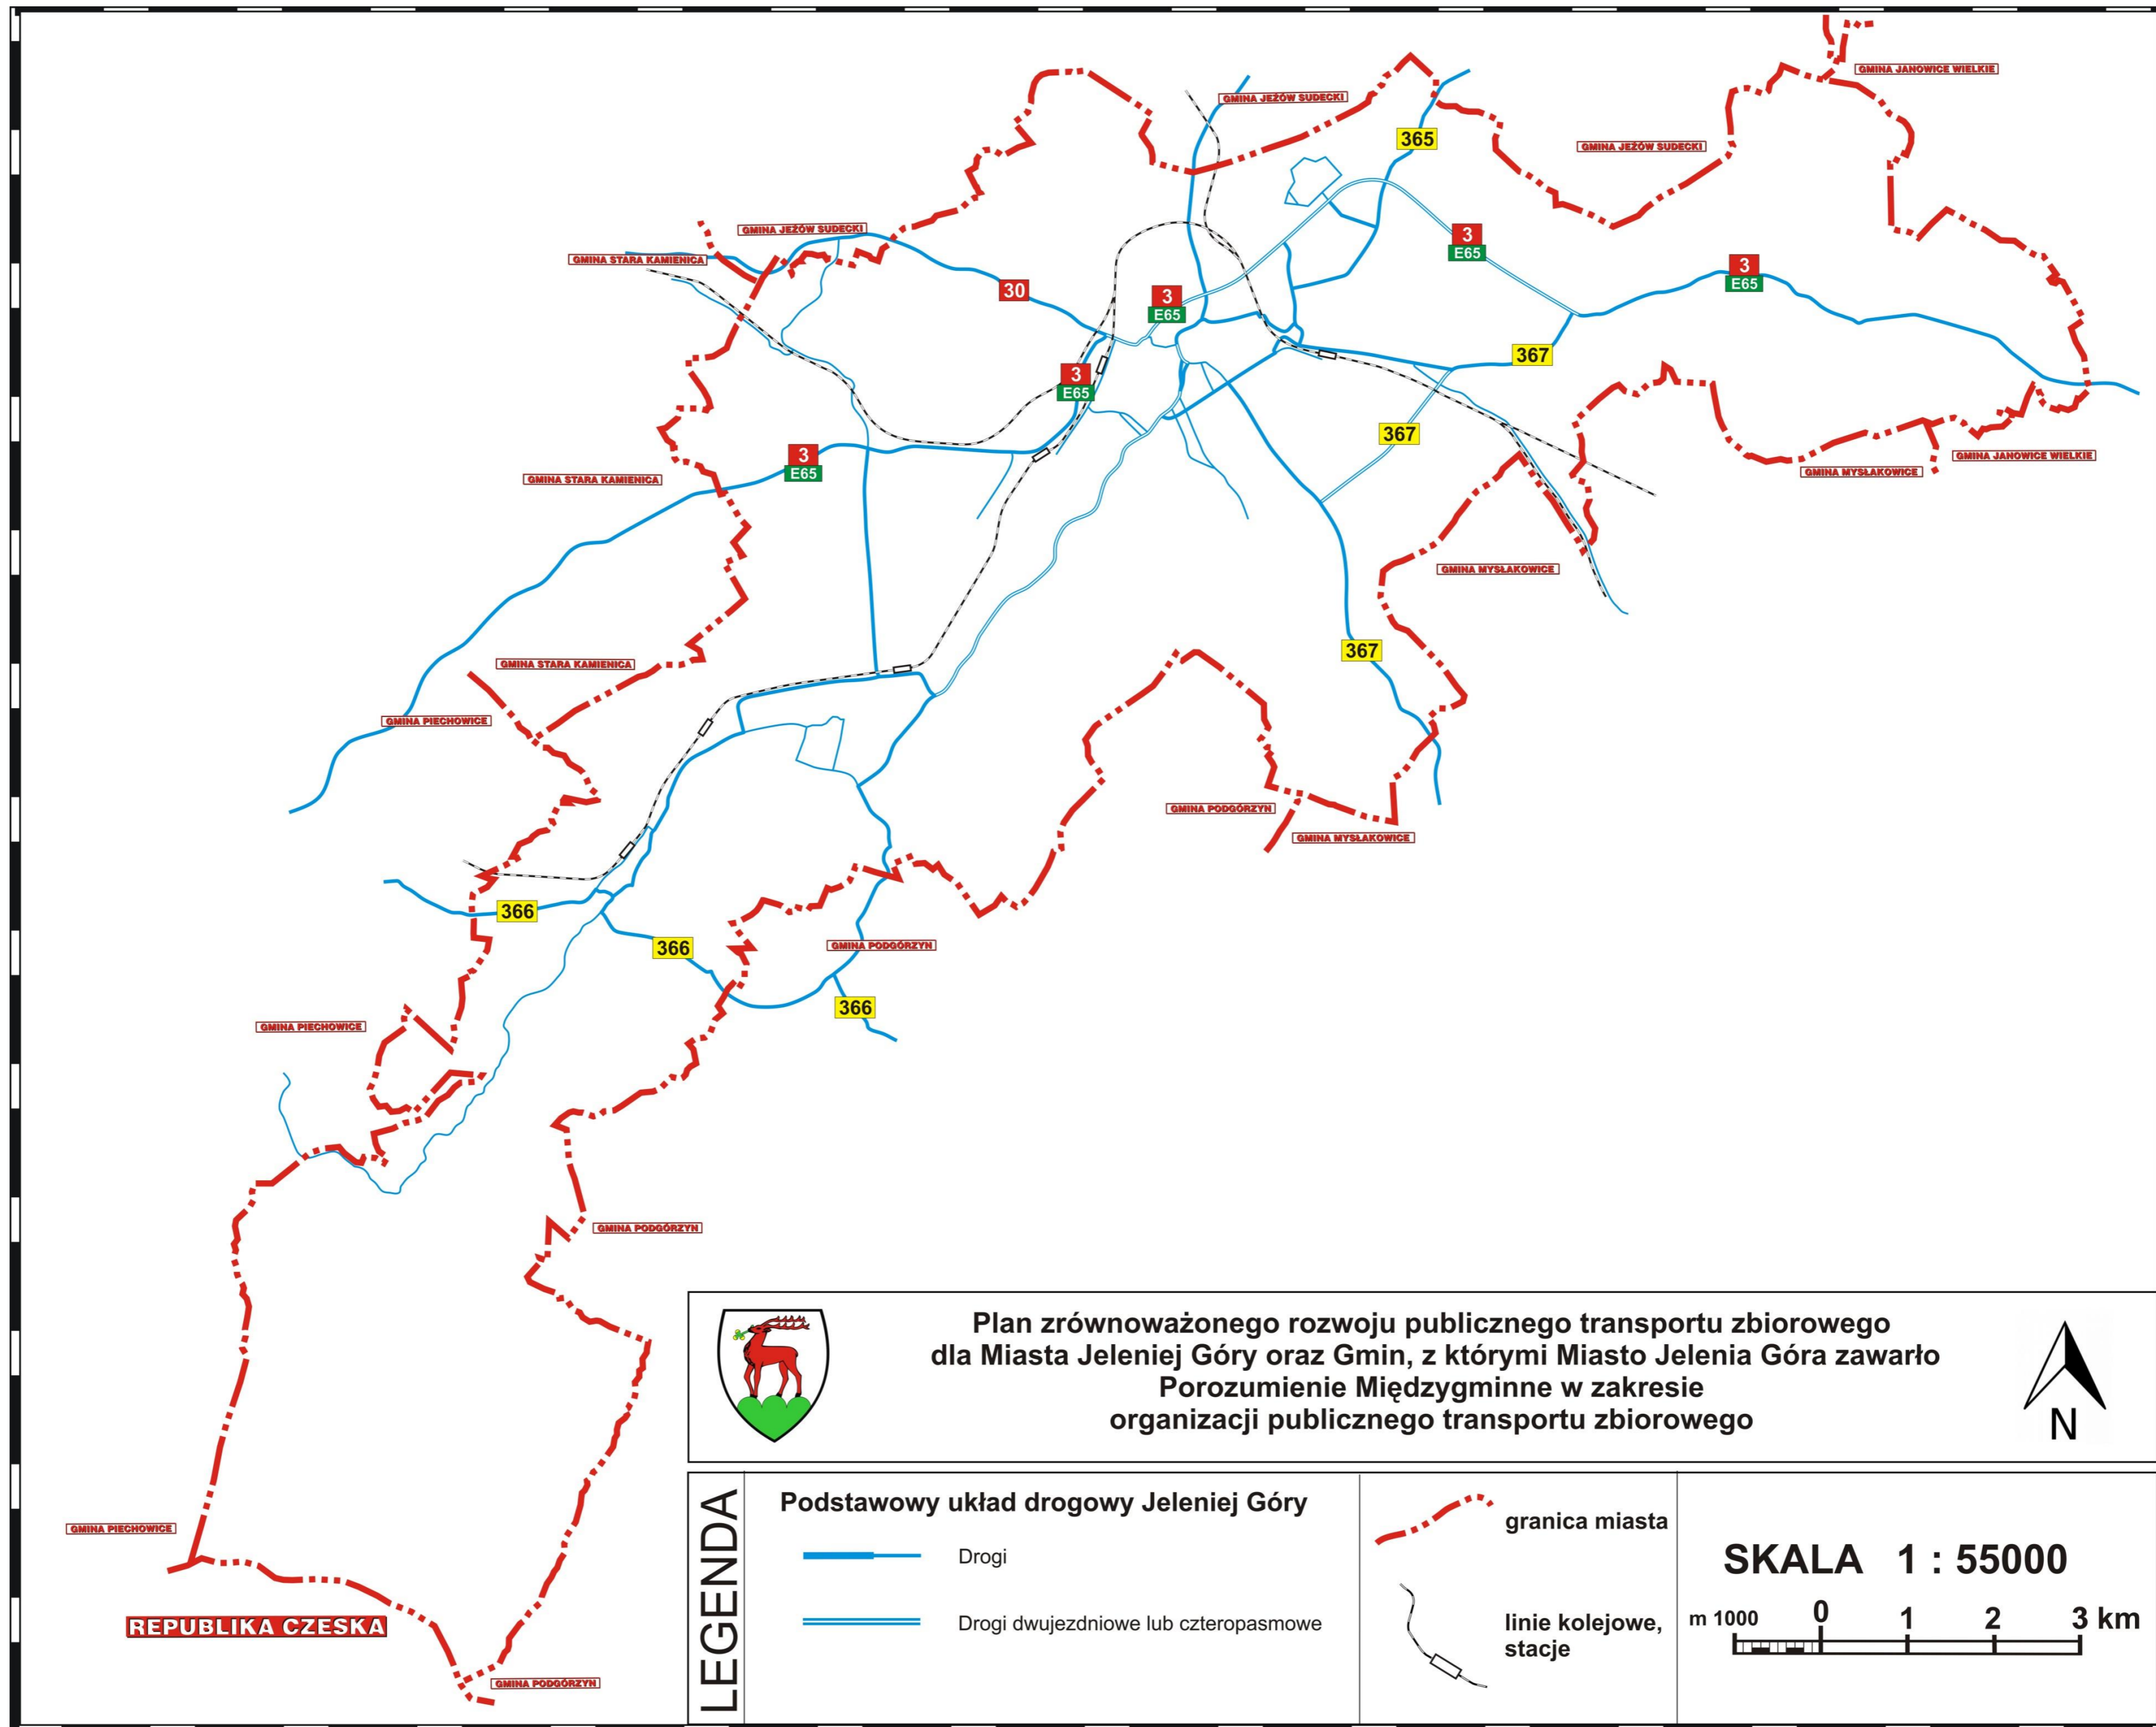 GMINA JANOWICE WIELKIE
GMINA JEŻÓW SUDECKI
365
GMINA JEŻÓW SUDECKI
GMINA JEŻÓW SUDECKI
3
E65
GMINA STARA KAMIENICA
3
E65
30
3
E65
367
3
E65
367
3
E65
GMINA JANOWICE WIELKIE
GMINA MYSŁAKOWICE
GMINA STARA KAMIENICA
GMINA MYSŁAKOWICE
367
GMINA STARA KAMIENICA
GMINA PIECHOWICE
GMINA PODGÓRZYN
GMINA MYSŁAKOWICE
366
366
GMINA PODGÓRZYN
366
GMINA PIECHOWICE
GMINA PODGÓRZYN
Plan zrównoważonego rozwoju publicznego transportu zbiorowego
dla Miasta Jeleniej Góry oraz Gmin, z którymi Miasto Jelenia Góra zawarło
Porozumienie Międzygminne w zakresie
organizacji publicznego transportu zbiorowego
N
LEGENDA
Podstawowy układ drogowy Jeleniej Góry
Drogi
Drogi dwujezdniowe lub czteropasmowe
granica miasta
linie kolejowe,
stacje
SKALA 1 : 55000
m 1000 0 1 2 3 km
GMINA PIECHOWICE
REPUBLIKA CZESKA
GMINA PODGÓRZYN